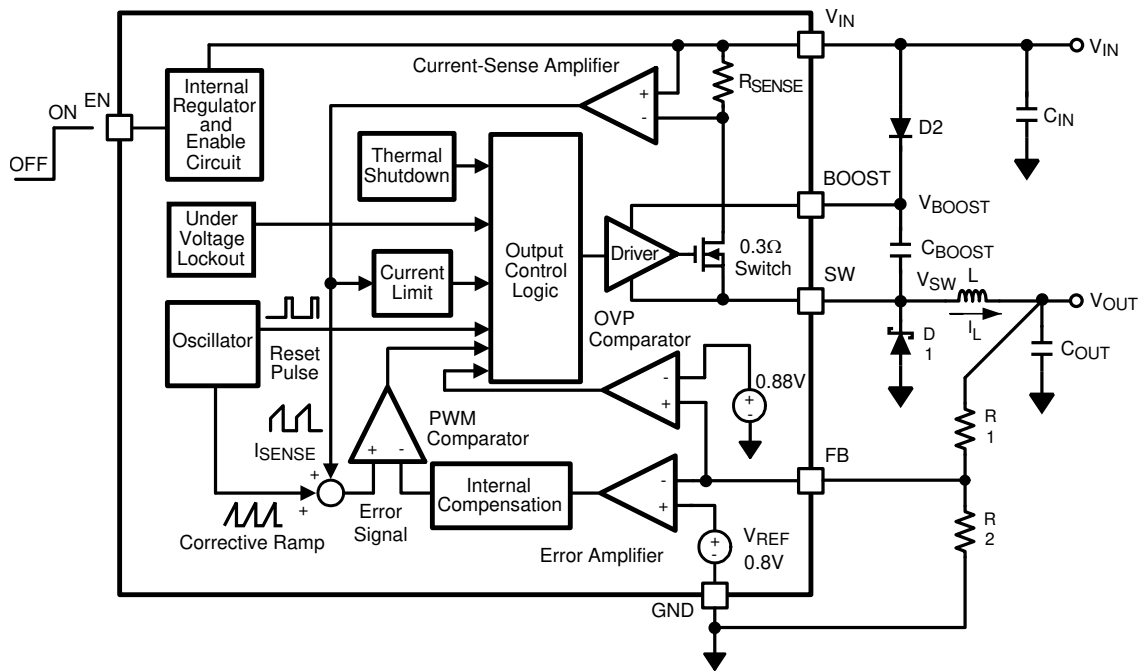 V_IN
V_IN
EN
ON
OFF
Internal
Regulator
and
Enable
Circuit
Current-Sense Amplifier
+
-
R_SENSE
D2
C_IN
Thermal
Shutdown
BOOST
V_BOOST
Under
Voltage
Lockout
Output
Control
Logic
Driver
0.3Ω
Switch
C_BOOST
Current
Limit
SW
V_SW
L
V_OUT
I_L
Oscillator
Reset
Pulse
OVP
Comparator
D
1
C_OUT
-
+
0.88V
+
-
I_SENSE
PWM
Comparator
+
-
R
1
FB
+
+
Internal
Compensation
-
+
Error
Signal
Corrective Ramp
Error Amplifier
+
-
V_REF
0.8V
R
2
GND